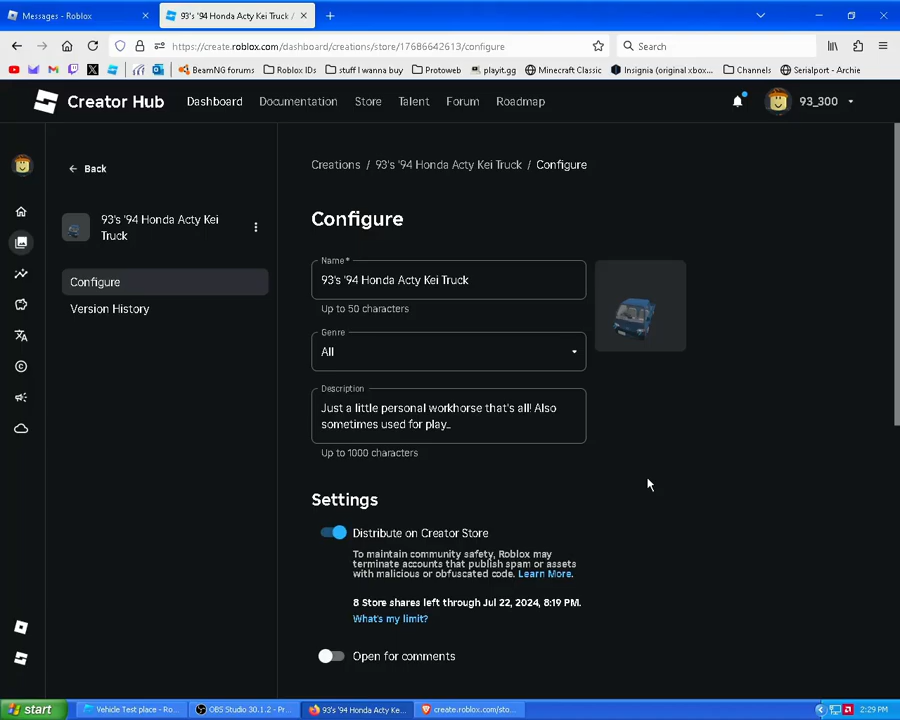 Messages - Roblox
93's '94 Honda Acty Kei Truck /
https://create.roblox.com/dashboard/creations/store/17686642613/configure
Search
BeamNG forums
Roblox IDs
stuff I wanna buy
Protoweb
playit.gg
Minecraft Classic
Insignia (original xbox...
Channels
Serialport - Archie
Creator Hub
Dashboard
Documentation
Store
Talent
Forum
Roadmap
93_300
Back
Creations / 93's '94 Honda Acty Kei Truck / Configure
93's '94 Honda Acty Kei
Truck
Configure
Version History
Configure
Name*
93's '94 Honda Acty Kei Truck
Up to 50 characters
Genre
All
Description
Just a little personal workhorse that's all! Also
sometimes used for play...
Up to 1000 characters
Settings
Distribute on Creator Store
To maintain community safety, Roblox may
terminate accounts that publish spam or assets
with malicious or obfuscated code. Learn More.
8 Store shares left through Jul 22, 2024, 8:19 PM.
What's my limit?
Open for comments
start
Vehicle Test place - Ro...
OBS Studio 30.1.2 - Pr...
93's '94 Honda Acty Ke...
create.roblox.com/sto...
2:29 PM